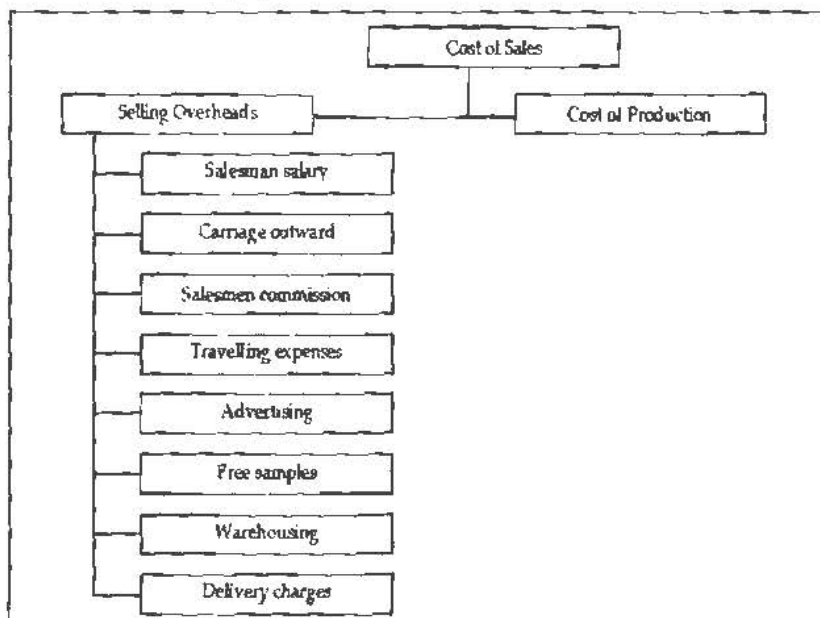 Cost of Sales
Selling Overheads
Cost of Production
Salesman salary
Carriage outward
Salesmen commission
Travelling expenses
Advertising
Free samples
Warehousing
Delivery charges